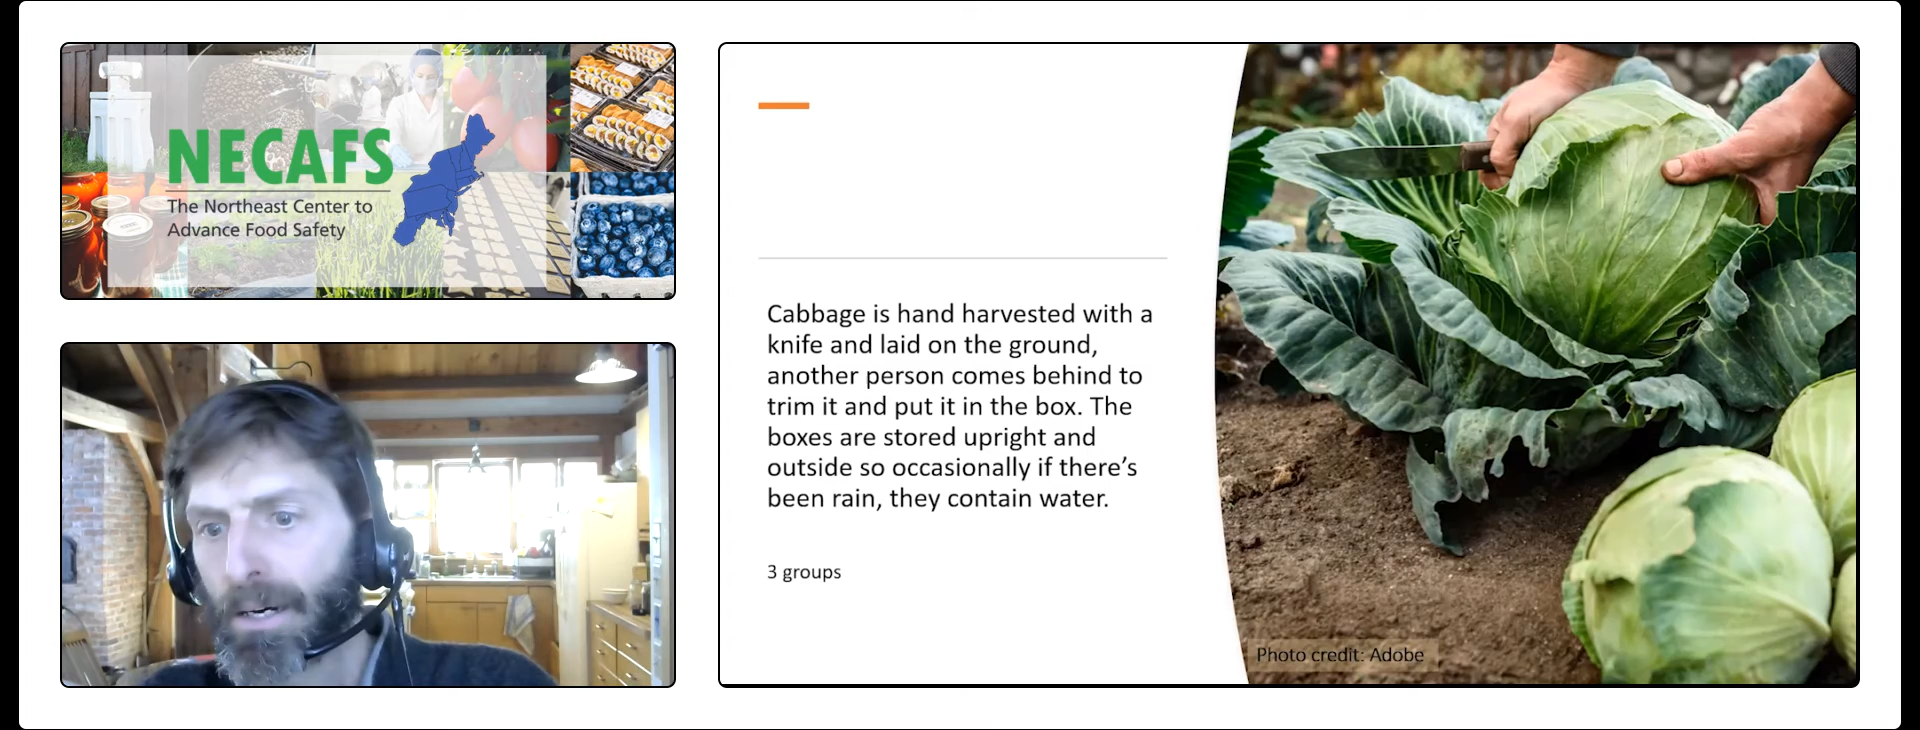 NECAFS
The Northeast Center to
Advance Food Safety
Cabbage is hand harvested with a
knife and laid on the ground,
another person comes behind to
trim it and put it in the box. The
boxes are stored upright and
outside so occasionally if there’s
been rain, they contain water.
3 groups
Photo credit: Adobe